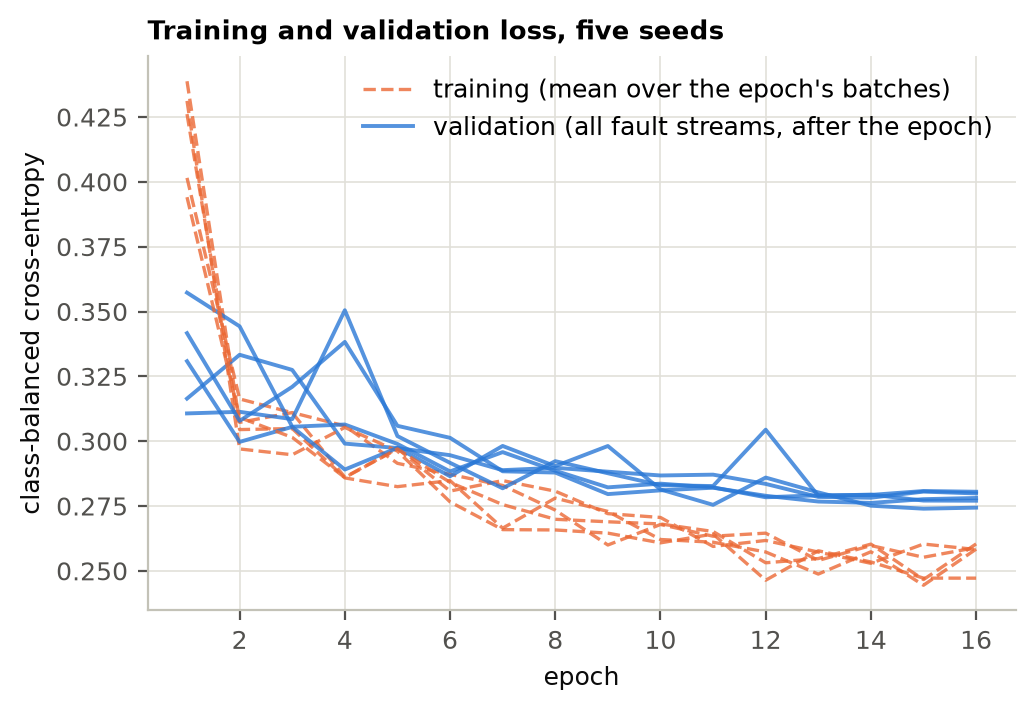 Training and validation loss, five seeds
training (mean over the epoch's batches)
validation (all fault streams, after the epoch)
class-balanced cross-entropy
0.425
0.400
0.375
0.350
0.325
0.300
0.275
0.250
2 4 6 8 10 12 14 16
epoch